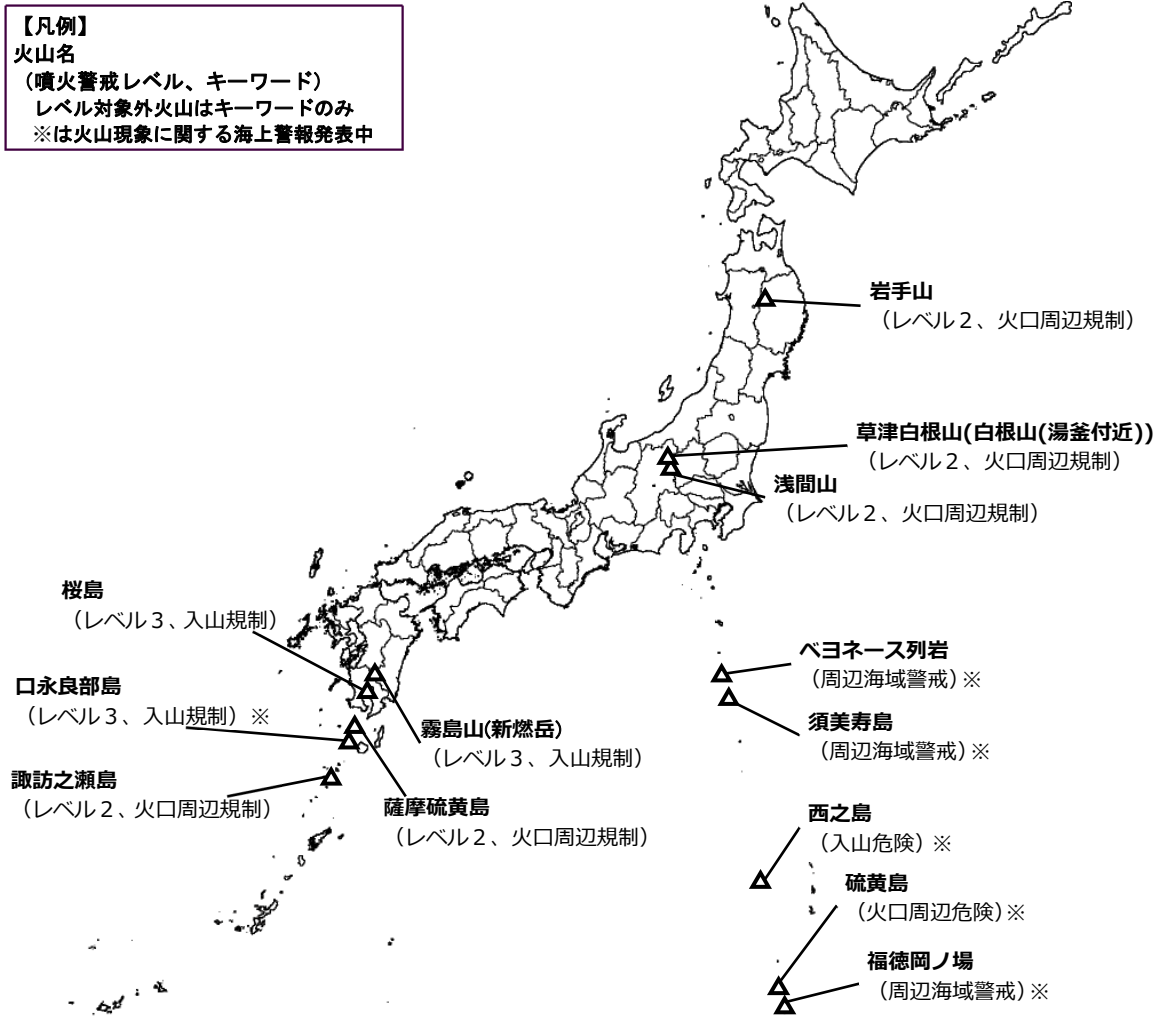 【凡例】
火山名
（噴火警戒レベル、キーワード）
レベル対象外火山はキーワードのみ
※は火山現象に関する海上警報発表中
岩手山
（レベル２、火口周辺規制）
草津白根山(白根山(湯釜付近))
（レベル２、火口周辺規制）
浅間山
（レベル２、火口周辺規制）
桜島
（レベル３、入山規制）
ベヨネース列岩
（周辺海域警戒）※
口永良部島
（レベル３、入山規制）※
須美寿島
（周辺海域警戒）※
霧島山(新燃岳)
（レベル３、入山規制）
諏訪之瀬島
（レベル２、火口周辺規制）
薩摩硫黄島
（レベル２、火口周辺規制）
西之島
（入山危険）※
硫黄島
（火口周辺危険）※
福徳岡ノ場
（周辺海域警戒）※